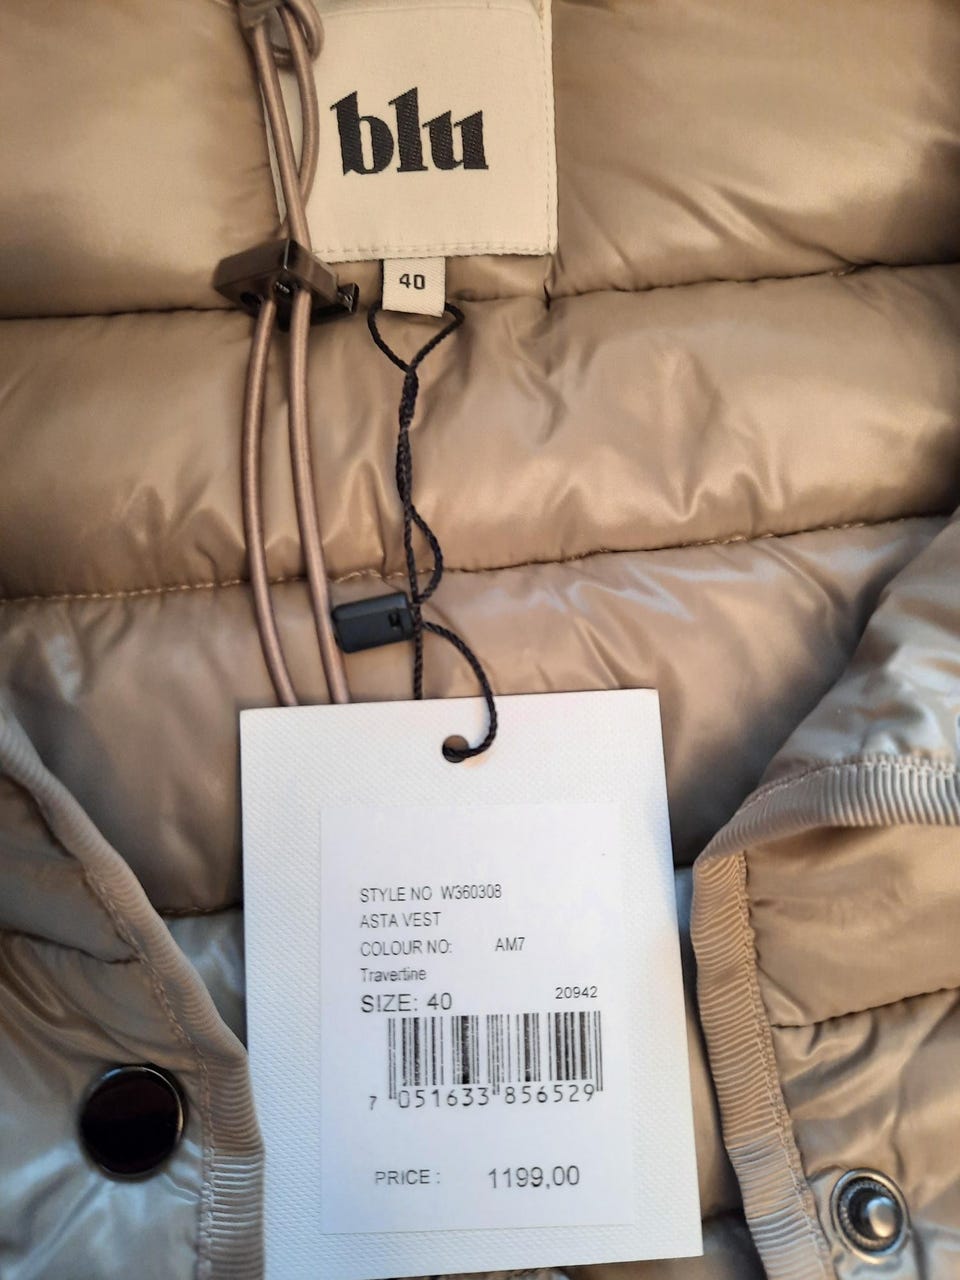 blu
40
STYLE NO W360308
ASTA VEST
COLOUR NO: AM7
Travertine
SIZE: 40 20942
7 051633 856529
PRICE : 1199,00